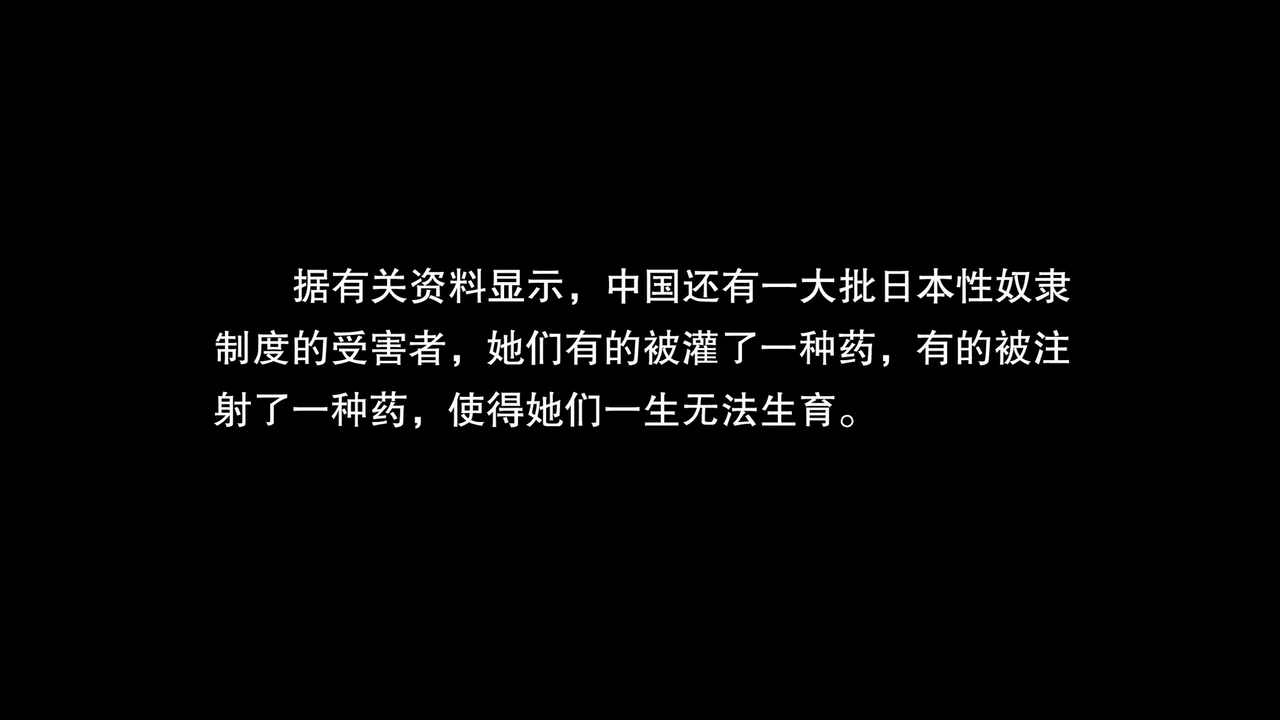 据有关资料显示，中国还有一大批日本性奴隶
制度的受害者，她们有的被灌了一种药，有的被注
射了一种药，使得她们一生无法生育。